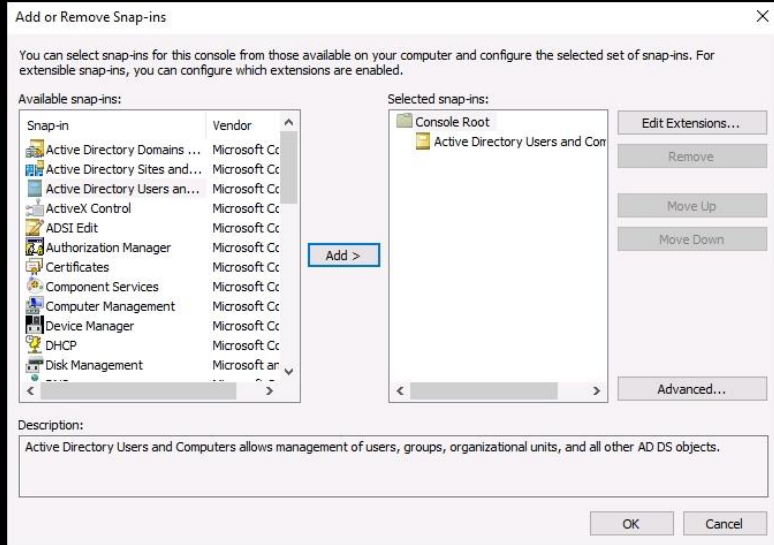 Add or Remove Snap-ins
You can select snap-ins for this console from those available on your computer and configure the selected set of snap-ins. For
extensible snap-ins, you can configure which extensions are enabled.
Available snap-ins:
Snap-in Vendor
Active Directory Domains ... Microsoft Cc
Active Directory Sites and... Microsoft Cc
Active Directory Users an... Microsoft Cc
ActiveX Control Microsoft Cc
ADSI Edit Microsoft Cc
Authorization Manager Microsoft Cc
Certificates Microsoft Cc
Component Services Microsoft Cc
Computer Management Microsoft Cc
Device Manager Microsoft Cc
DHCP Microsoft Cc
Disk Management Microsoft an
Add >
Selected snap-ins:
Console Root
Active Directory Users and Com
Edit Extensions...
Remove
Move Up
Move Down
Advanced...
Description:
Active Directory Users and Computers allows management of users, groups, organizational units, and all other AD DS objects.
OK Cancel